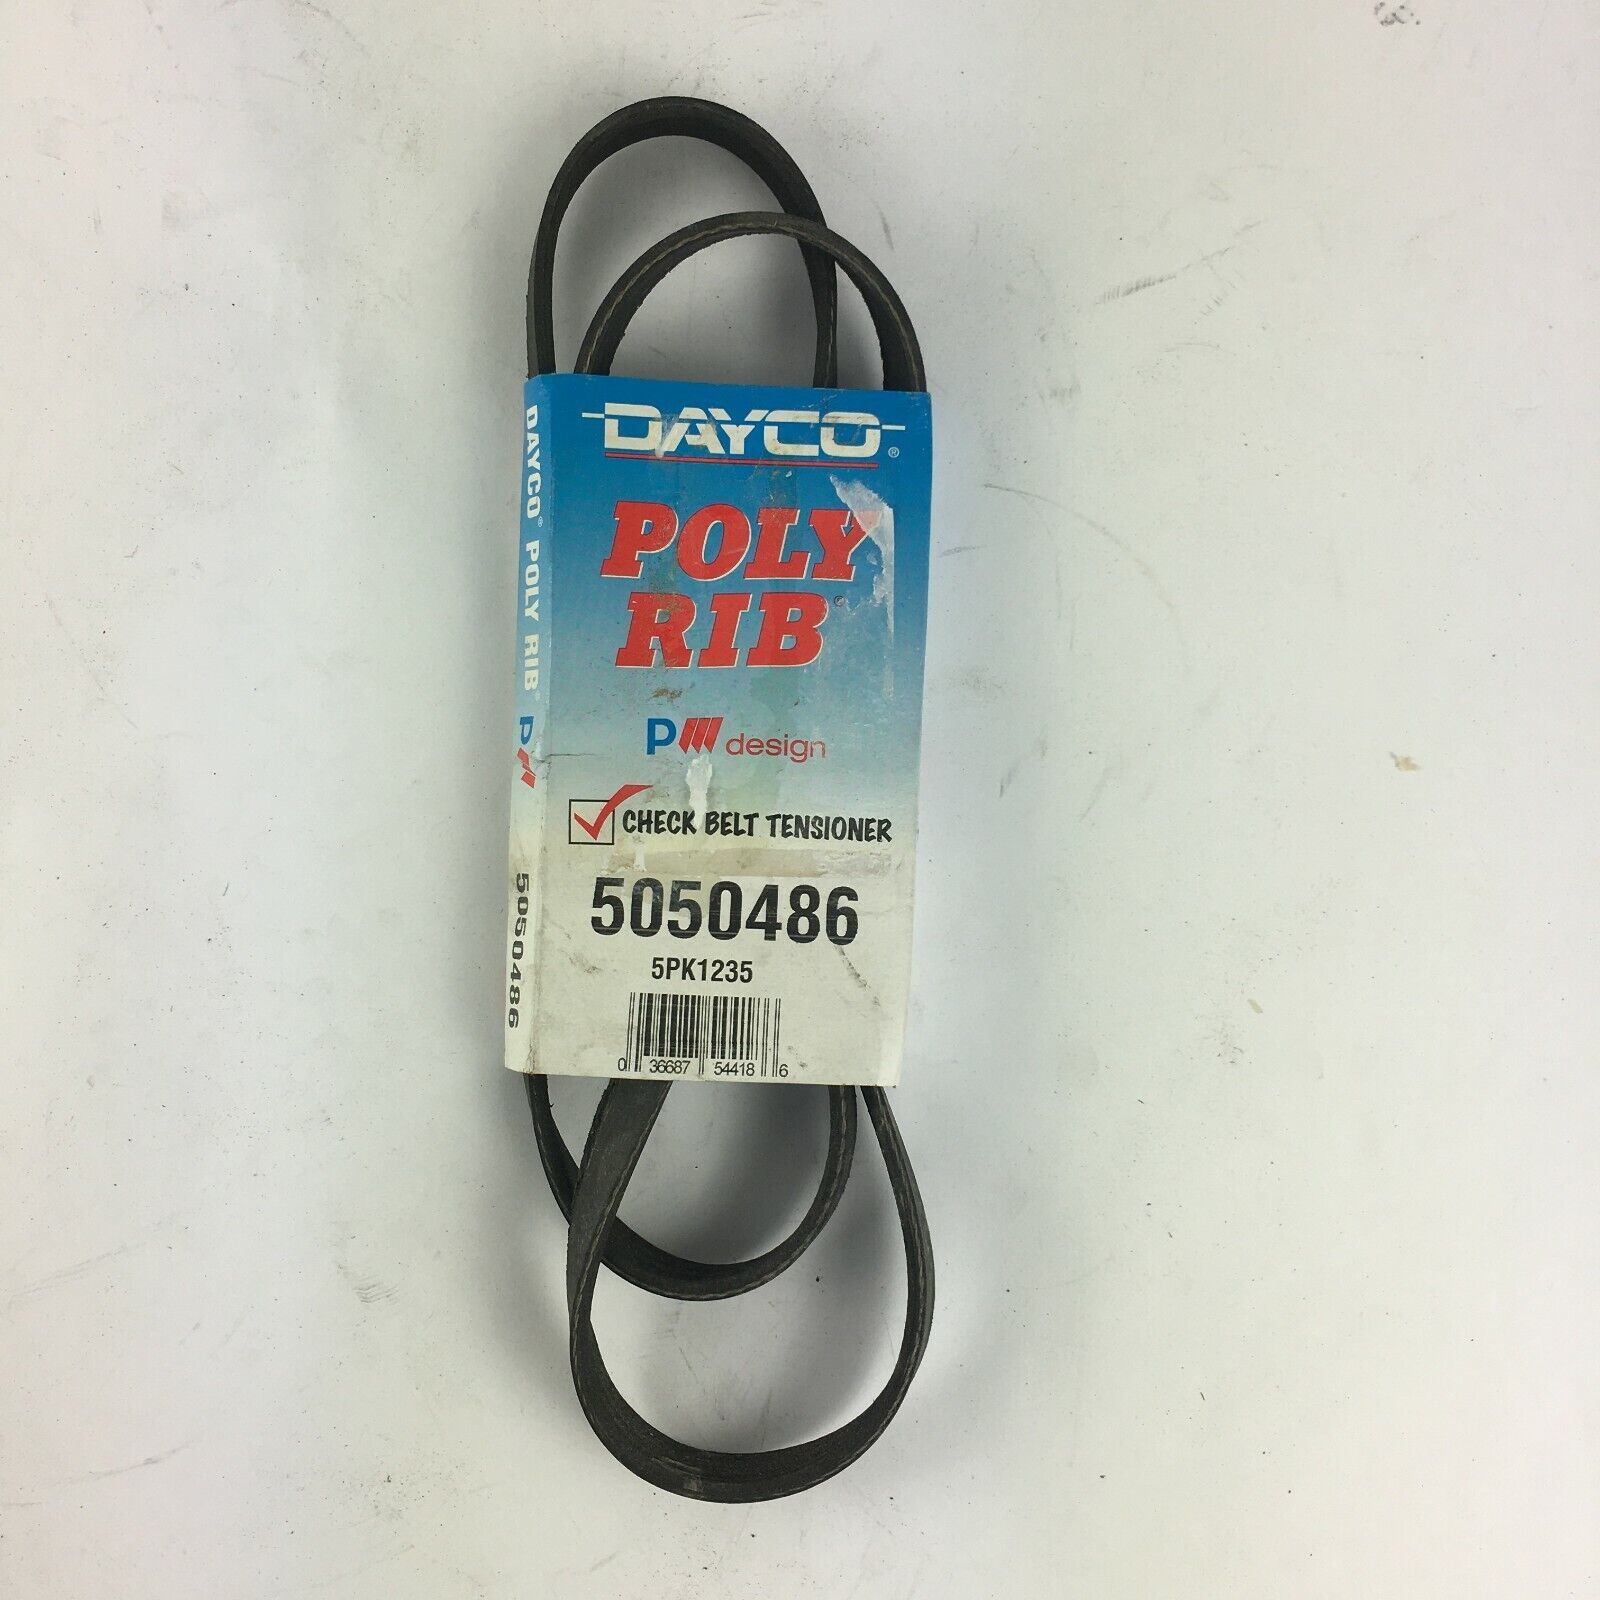 DAYCO®
POLY
RIB®
P design
CHECK BELT TENSIONER
5050486
5PK1235
0 36687 54418 6
DAYCO® POLY RIB® P
5050486